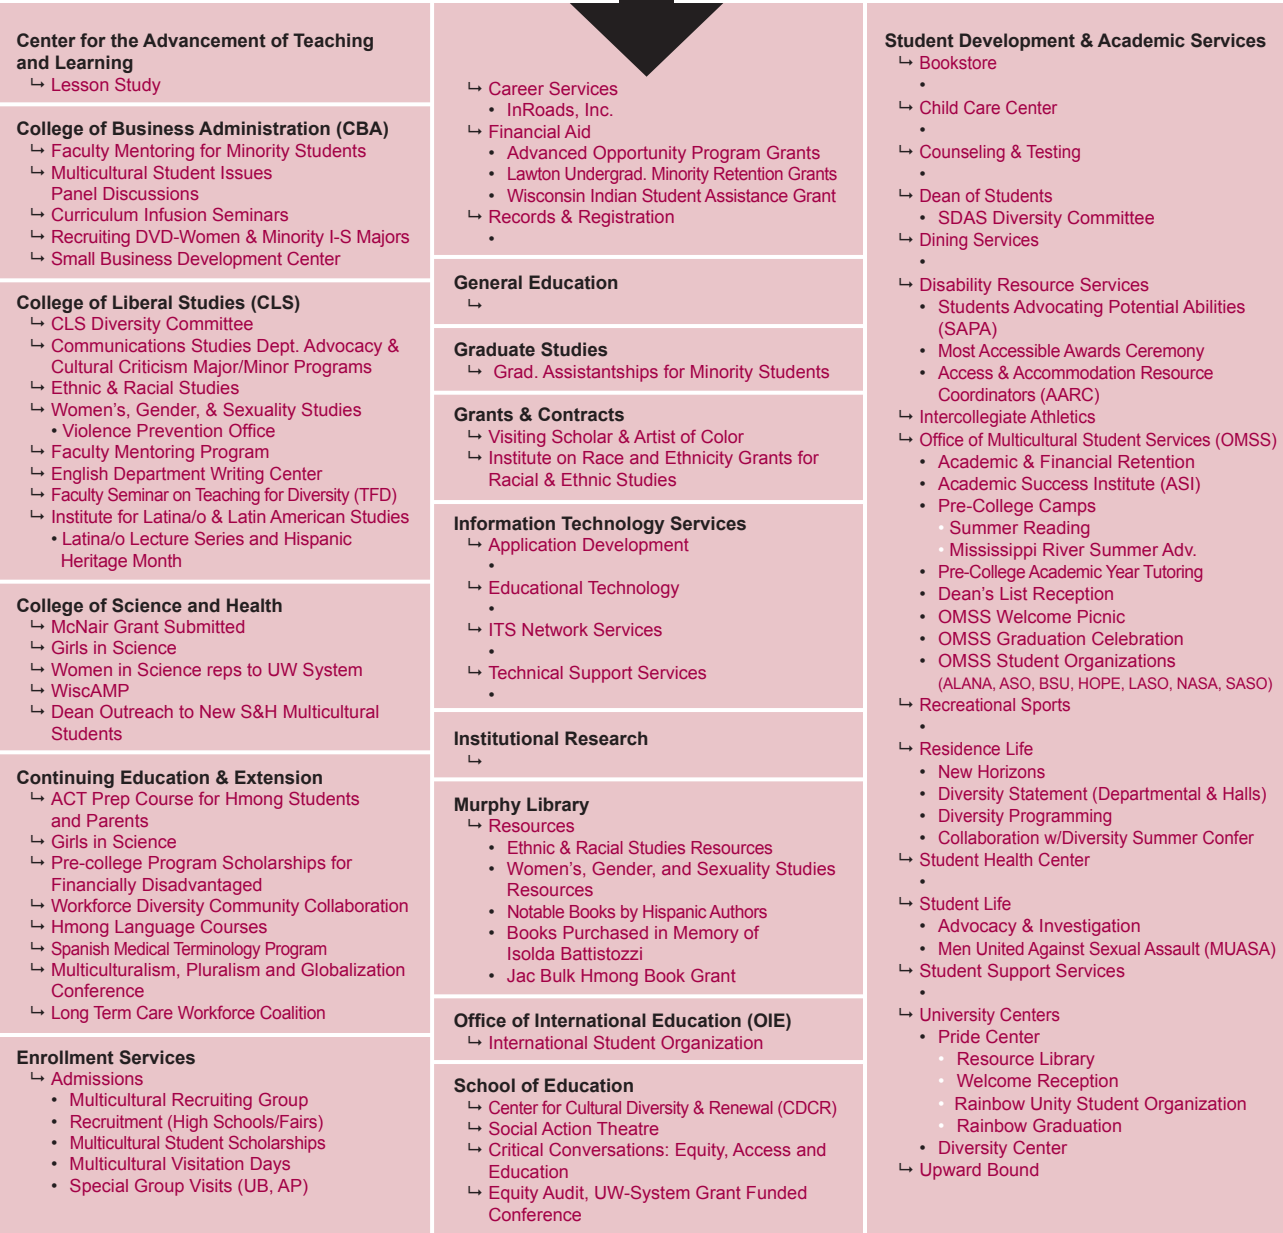 Center for the Advancement of Teaching
and Learning
↳ Lesson Study
College of Business Administration (CBA)
↳ Faculty Mentoring for Minority Students
↳ Multicultural Student Issues
Panel Discussions
↳ Curriculum Infusion Seminars
↳ Recruiting DVD-Women & Minority I-S Majors
↳ Small Business Development Center
College of Liberal Studies (CLS)
↳ CLS Diversity Committee
↳ Communications Studies Dept. Advocacy &
Cultural Criticism Major/Minor Programs
↳ Ethnic & Racial Studies
↳ Women's, Gender, & Sexuality Studies
• Violence Prevention Office
↳ Faculty Mentoring Program
↳ English Department Writing Center
↳ Faculty Seminar on Teaching for Diversity (TFD)
↳ Institute for Latina/o & Latin American Studies
• Latina/o Lecture Series and Hispanic
Heritage Month
College of Science and Health
↳ McNair Grant Submitted
↳ Girls in Science
↳ Women in Science reps to UW System
↳ WiscAMP
↳ Dean Outreach to New S&H Multicultural
Students
Continuing Education & Extension
↳ ACT Prep Course for Hmong Students
and Parents
↳ Girls in Science
↳ Pre-college Program Scholarships for
Financially Disadvantaged
↳ Workforce Diversity Community Collaboration
↳ Hmong Language Courses
↳ Spanish Medical Terminology Program
↳ Multiculturalism, Pluralism and Globalization
Conference
↳ Long Term Care Workforce Coalition
Enrollment Services
↳ Admissions
• Multicultural Recruiting Group
• Recruitment (High Schools/Fairs)
• Multicultural Student Scholarships
• Multicultural Visitation Days
• Special Group Visits (UB, AP)
↳ Career Services
• InRoads, Inc.
↳ Financial Aid
• Advanced Opportunity Program Grants
• Lawton Undergrad. Minority Retention Grants
• Wisconsin Indian Student Assistance Grant
↳ Records & Registration
•
General Education
↳
Graduate Studies
↳ Grad. Assistantships for Minority Students
Grants & Contracts
↳ Visiting Scholar & Artist of Color
↳ Institute on Race and Ethnicity Grants for
Racial & Ethnic Studies
Information Technology Services
↳ Application Development
•
↳ Educational Technology
•
↳ ITS Network Services
•
↳ Technical Support Services
•
Institutional Research
↳
Murphy Library
↳ Resources
• Ethnic & Racial Studies Resources
• Women's, Gender, and Sexuality Studies
Resources
• Notable Books by Hispanic Authors
• Books Purchased in Memory of
Isolda Battistozzi
• Jac Bulk Hmong Book Grant
Office of International Education (OIE)
↳ International Student Organization
School of Education
↳ Center for Cultural Diversity & Renewal (CDCR)
↳ Social Action Theatre
↳ Critical Conversations: Equity, Access and
Education
↳ Equity Audit, UW-System Grant Funded
Conference
Student Development & Academic Services
↳ Bookstore
•
↳ Child Care Center
•
↳ Counseling & Testing
•
↳ Dean of Students
• SDAS Diversity Committee
↳ Dining Services
•
↳ Disability Resource Services
• Students Advocating Potential Abilities
(SAPA)
• Most Accessible Awards Ceremony
• Access & Accommodation Resource
Coordinators (AARC)
↳ Intercollegiate Athletics
↳ Office of Multicultural Student Services (OMSS)
• Academic & Financial Retention
• Academic Success Institute (ASI)
• Pre-College Camps
• Summer Reading
• Mississippi River Summer Adv.
• Pre-College Academic Year Tutoring
• Dean's List Reception
• OMSS Welcome Picnic
• OMSS Graduation Celebration
• OMSS Student Organizations
(ALANA, ASO, BSU, HOPE, LASO, NASA, SASO)
↳ Recreational Sports
•
↳ Residence Life
• New Horizons
• Diversity Statement (Departmental & Halls)
• Diversity Programming
• Collaboration w/Diversity Summer Confer
↳ Student Health Center
•
↳ Student Life
• Advocacy & Investigation
• Men United Against Sexual Assault (MUASA)
↳ Student Support Services
•
↳ University Centers
• Pride Center
• Resource Library
• Welcome Reception
• Rainbow Unity Student Organization
• Rainbow Graduation
• Diversity Center
↳ Upward Bound